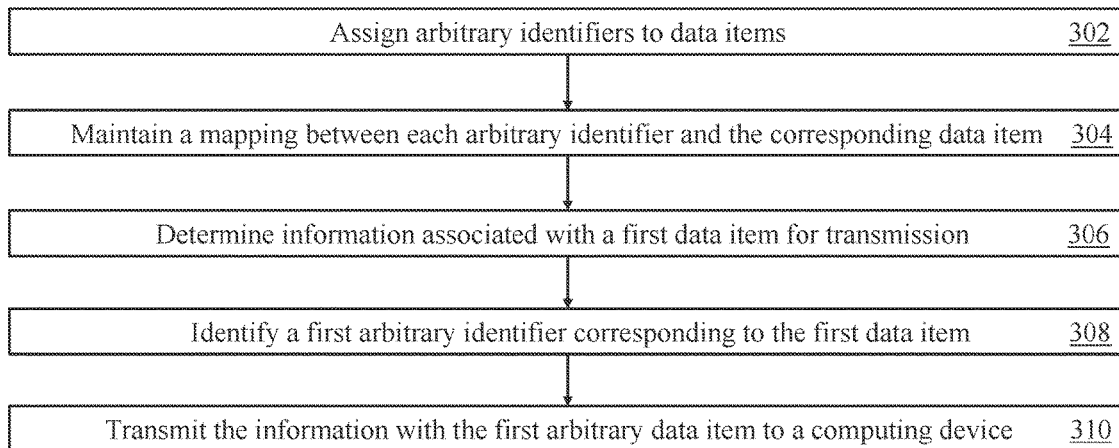 Assign arbitrary identifiers to data items 302
Maintain a mapping between each arbitrary identifier and the corresponding data item 304
Determine information associated with a first data item for transmission 306
Identify a first arbitrary identifier corresponding to the first data item 308
Transmit the information with the first arbitrary data item to a computing device 310